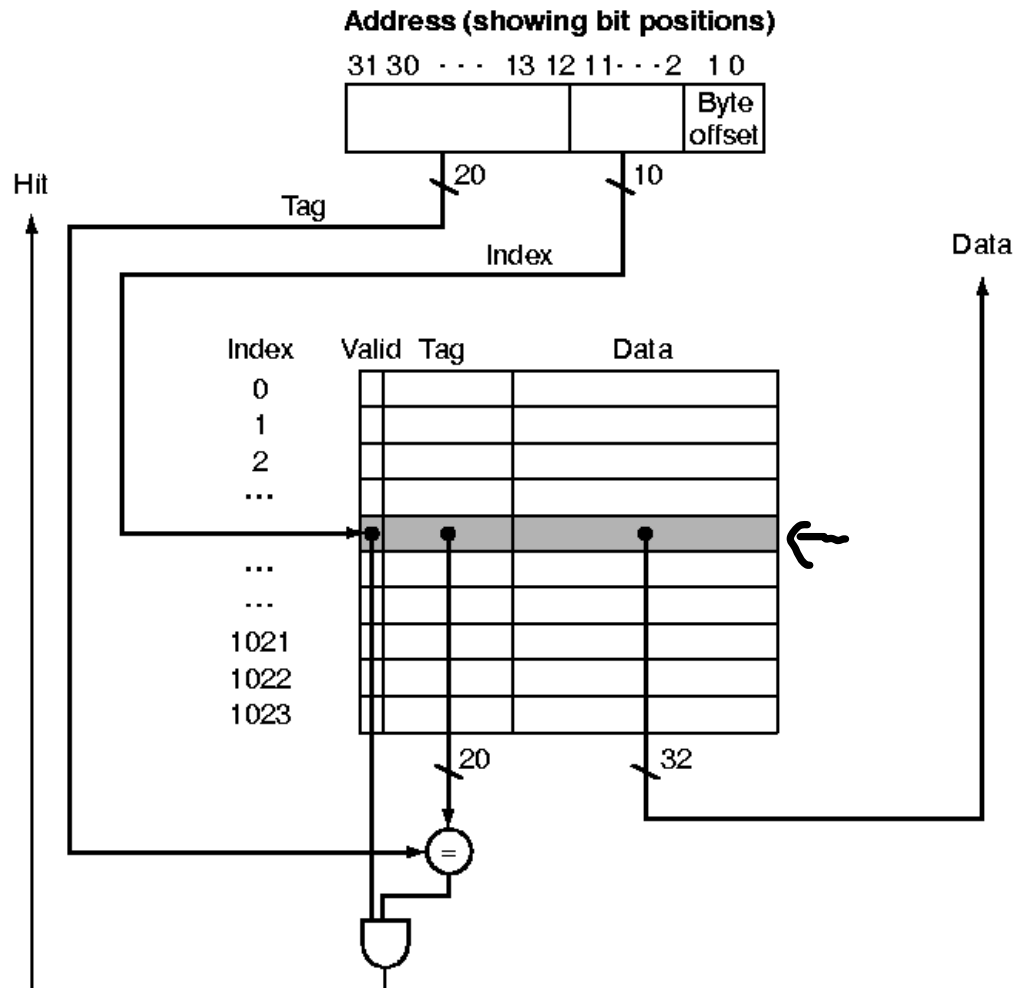 Address (showing bit positions)
31 30 · · · 13 12 11 · · · 2 1 0
Byte
offset
20
10
Hit
Tag
Index
Data
Index Valid Tag Data
0
1
2
...
...
...
1021
1022
1023
20
32
=